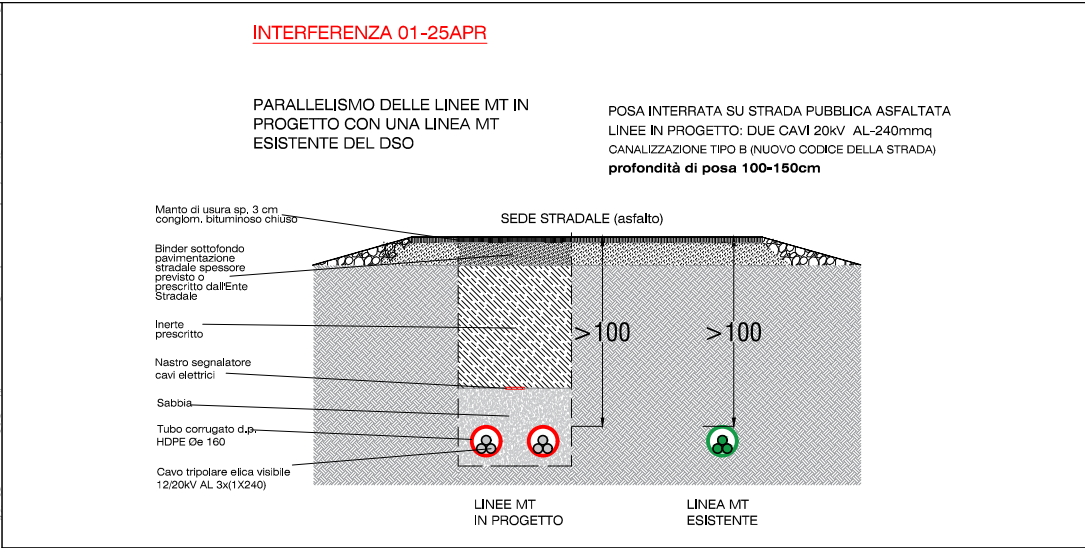 INTERFERENZA 01-25APR
PARALLELISMO DELLE LINEE MT IN
PROGETTO CON UNA LINEA MT
ESISTENTE DEL DSO
POSA INTERRATA SU STRADA PUBBLICA ASFALTATA
LINEE IN PROGETTO: DUE CAVI 20kV AL-240mmq
CANALIZZAZIONE TIPO B (NUOVO CODICE DELLA STRADA)
profondità di posa 100-150cm
SEDE STRADALE (asfalto)
Manto di usura sp. 3 cm
conglom. bituminoso chiuso
Binder sottofondo
pavimentazione
stradale spessore
previsto o
prescritto dall'Ente
Stradale
Inerte
prescritto
Nastro segnalatore
cavi elettrici
Sabbia
Tubo corrugato d.p.
HDPE Øe 160
Cavo tripolare elica visibile
12/20kV AL 3x(1X240)
>100
>100
LINEE MT
IN PROGETTO
LINEA MT
ESISTENTE